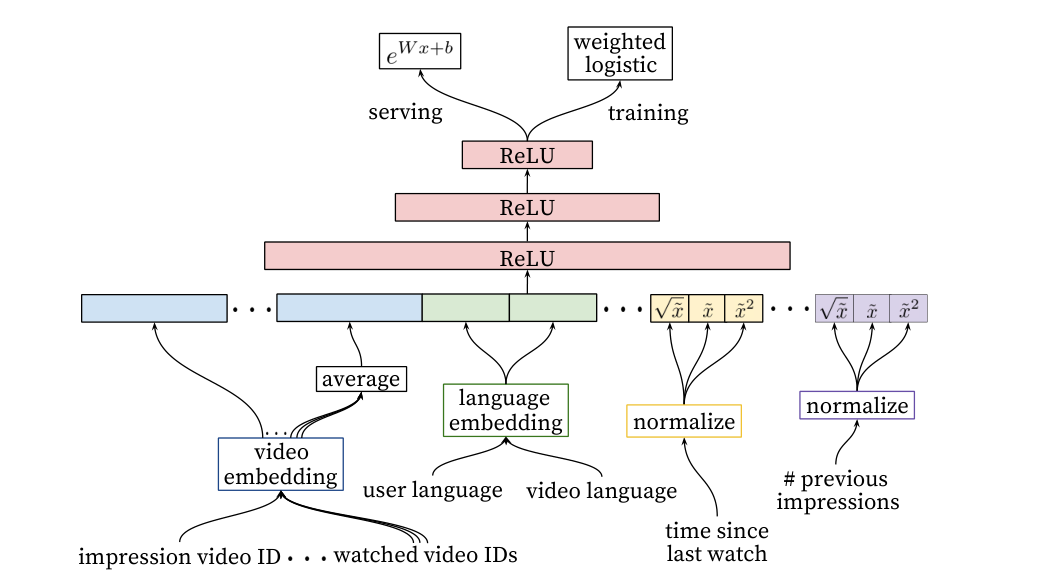 e^{Wx+b}
weighted
logistic
serving
training
ReLU
ReLU
ReLU
√x̃ x̃ x̃²
√x̃ x̃ x̃²
average
language
embedding
normalize
normalize
video
embedding
user language
video language
# previous
impressions
time since
last watch
impression video ID
watched video IDs